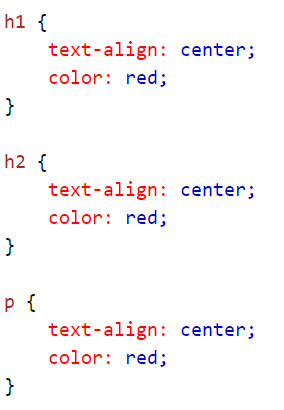 h1 {
    text-align: center;
    color: red;
}

h2 {
    text-align: center;
    color: red;
}

p {
    text-align: center;
    color: red;
}